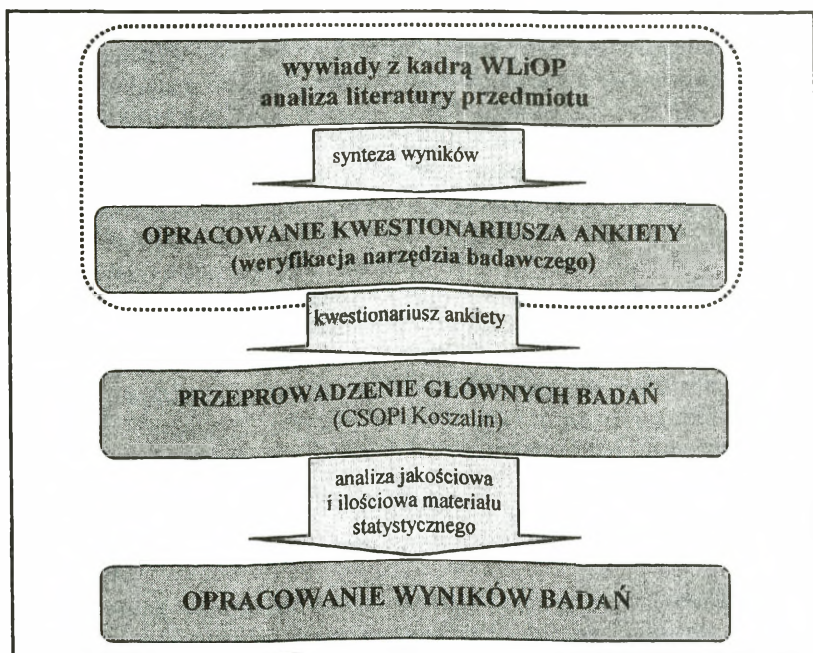 wywiady z kadrą WLiOP
analiza literatury przedmiotu
synteza wyników
OPRACOWANIE KWESTIONARIUSZA ANKIETY
(weryfikacja narzędzia badawczego)
kwestionariusz ankiety
PRZEPROWADZENIE GŁÓWNYCH BADAŃ
(CSOPl Koszalin)
analiza jakościowa
i ilościowa materiału
statystycznego
OPRACOWANIE WYNIKÓW BADAŃ